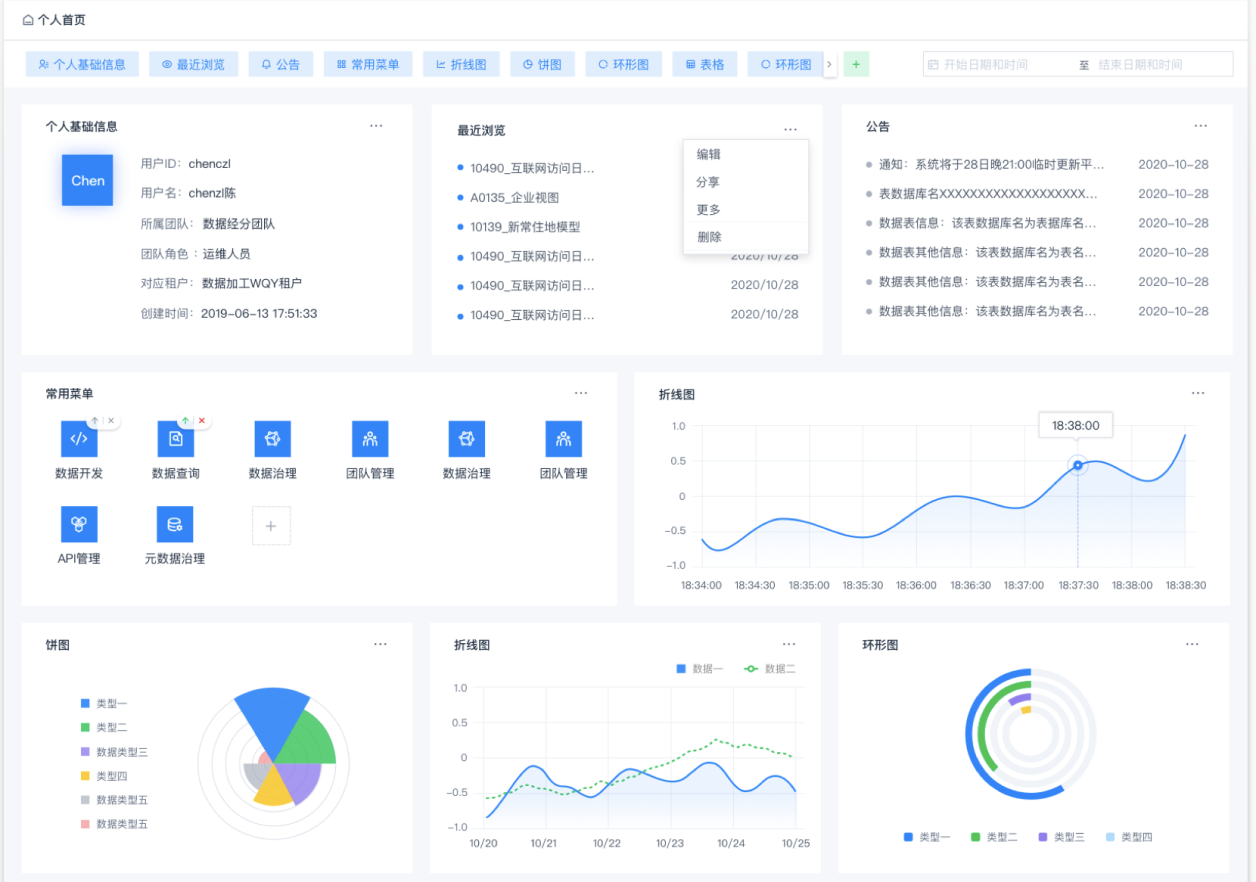 个人首页
个人基础信息 最近浏览 公告 常用菜单 折线图 饼图 环形图 表格 环形图 > + 开始日期和时间 至 结束日期和时间
个人基础信息 ...
Chen
用户ID： chenczl
用户名： chenzl陈
所属团队： 数据经分团队
团队角色 ： 运维人员
对应租户： 数据加工WQY租户
创建时间： 2019-06-13 17:51:33
最近浏览 ...
10490_互联网访问日...
A0135_企业视图
10139_新常住地模型
10490_互联网访问日... 2020/10/28
10490_互联网访问日... 2020/10/28
10490_互联网访问日... 2020/10/28
编辑
分享
更多
删除
公告 ...
通知：系统将于28日晚21:00临时更新平... 2020-10-28
表数据库名XXXXXXXXXXXXXXXXXXX... 2020-10-28
数据表信息：该表数据库名为表据库名... 2020-10-28
数据表其他信息：该表数据库名为表名... 2020-10-28
数据表其他信息：该表数据库名为表名... 2020-10-28
数据表其他信息：该表数据库名为表名... 2020-10-28
常用菜单 ...
数据开发 数据查询 数据治理 团队管理 数据治理 团队管理
API管理 元数据治理 +
折线图 ...
18:38:00
1.0
0.5
0
-0.5
-1.0
18:34:00 18:34:30 18:35:00 18:35:30 18:36:00 18:36:30 18:37:00 18:37:30 18:38:00 18:38:30
饼图 ...
类型一
类型二
数据类型三
类型四
数据类型五
数据类型五
折线图 ...
数据一 数据二
1.0
0.5
0
-0.5
-1.0
10/20 10/21 10/22 10/23 10/24 10/25
环形图 ...
类型一 类型二 类型三 类型四